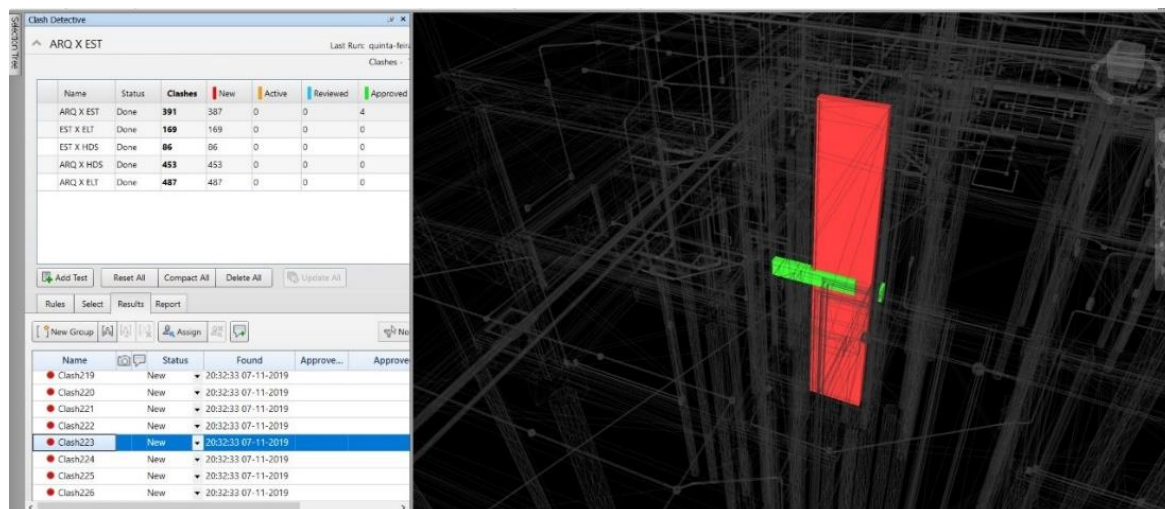 Clash Detective
Selection Tree
ARQ X EST
Last Run: quinta-feira
Clashes -
Name Status Clashes New Active Reviewed Approved
ARQ X EST Done 391 387 0 0 4
EST X ELT Done 169 169 0 0 0
EST X HDS Done 86 86 0 0 0
ARQ X HDS Done 453 453 0 0 0
ARQ X ELT Done 487 487 0 0 0
Add Test Reset All Compact All Delete All Update All
Rules Select Results Report
New Group Assign No
Name Status Found Approve... Approve
Clash219 New 20:32:33 07-11-2019
Clash220 New 20:32:33 07-11-2019
Clash221 New 20:32:33 07-11-2019
Clash222 New 20:32:33 07-11-2019
Clash223 New 20:32:33 07-11-2019
Clash224 New 20:32:33 07-11-2019
Clash225 New 20:32:33 07-11-2019
Clash226 New 20:32:33 07-11-2019